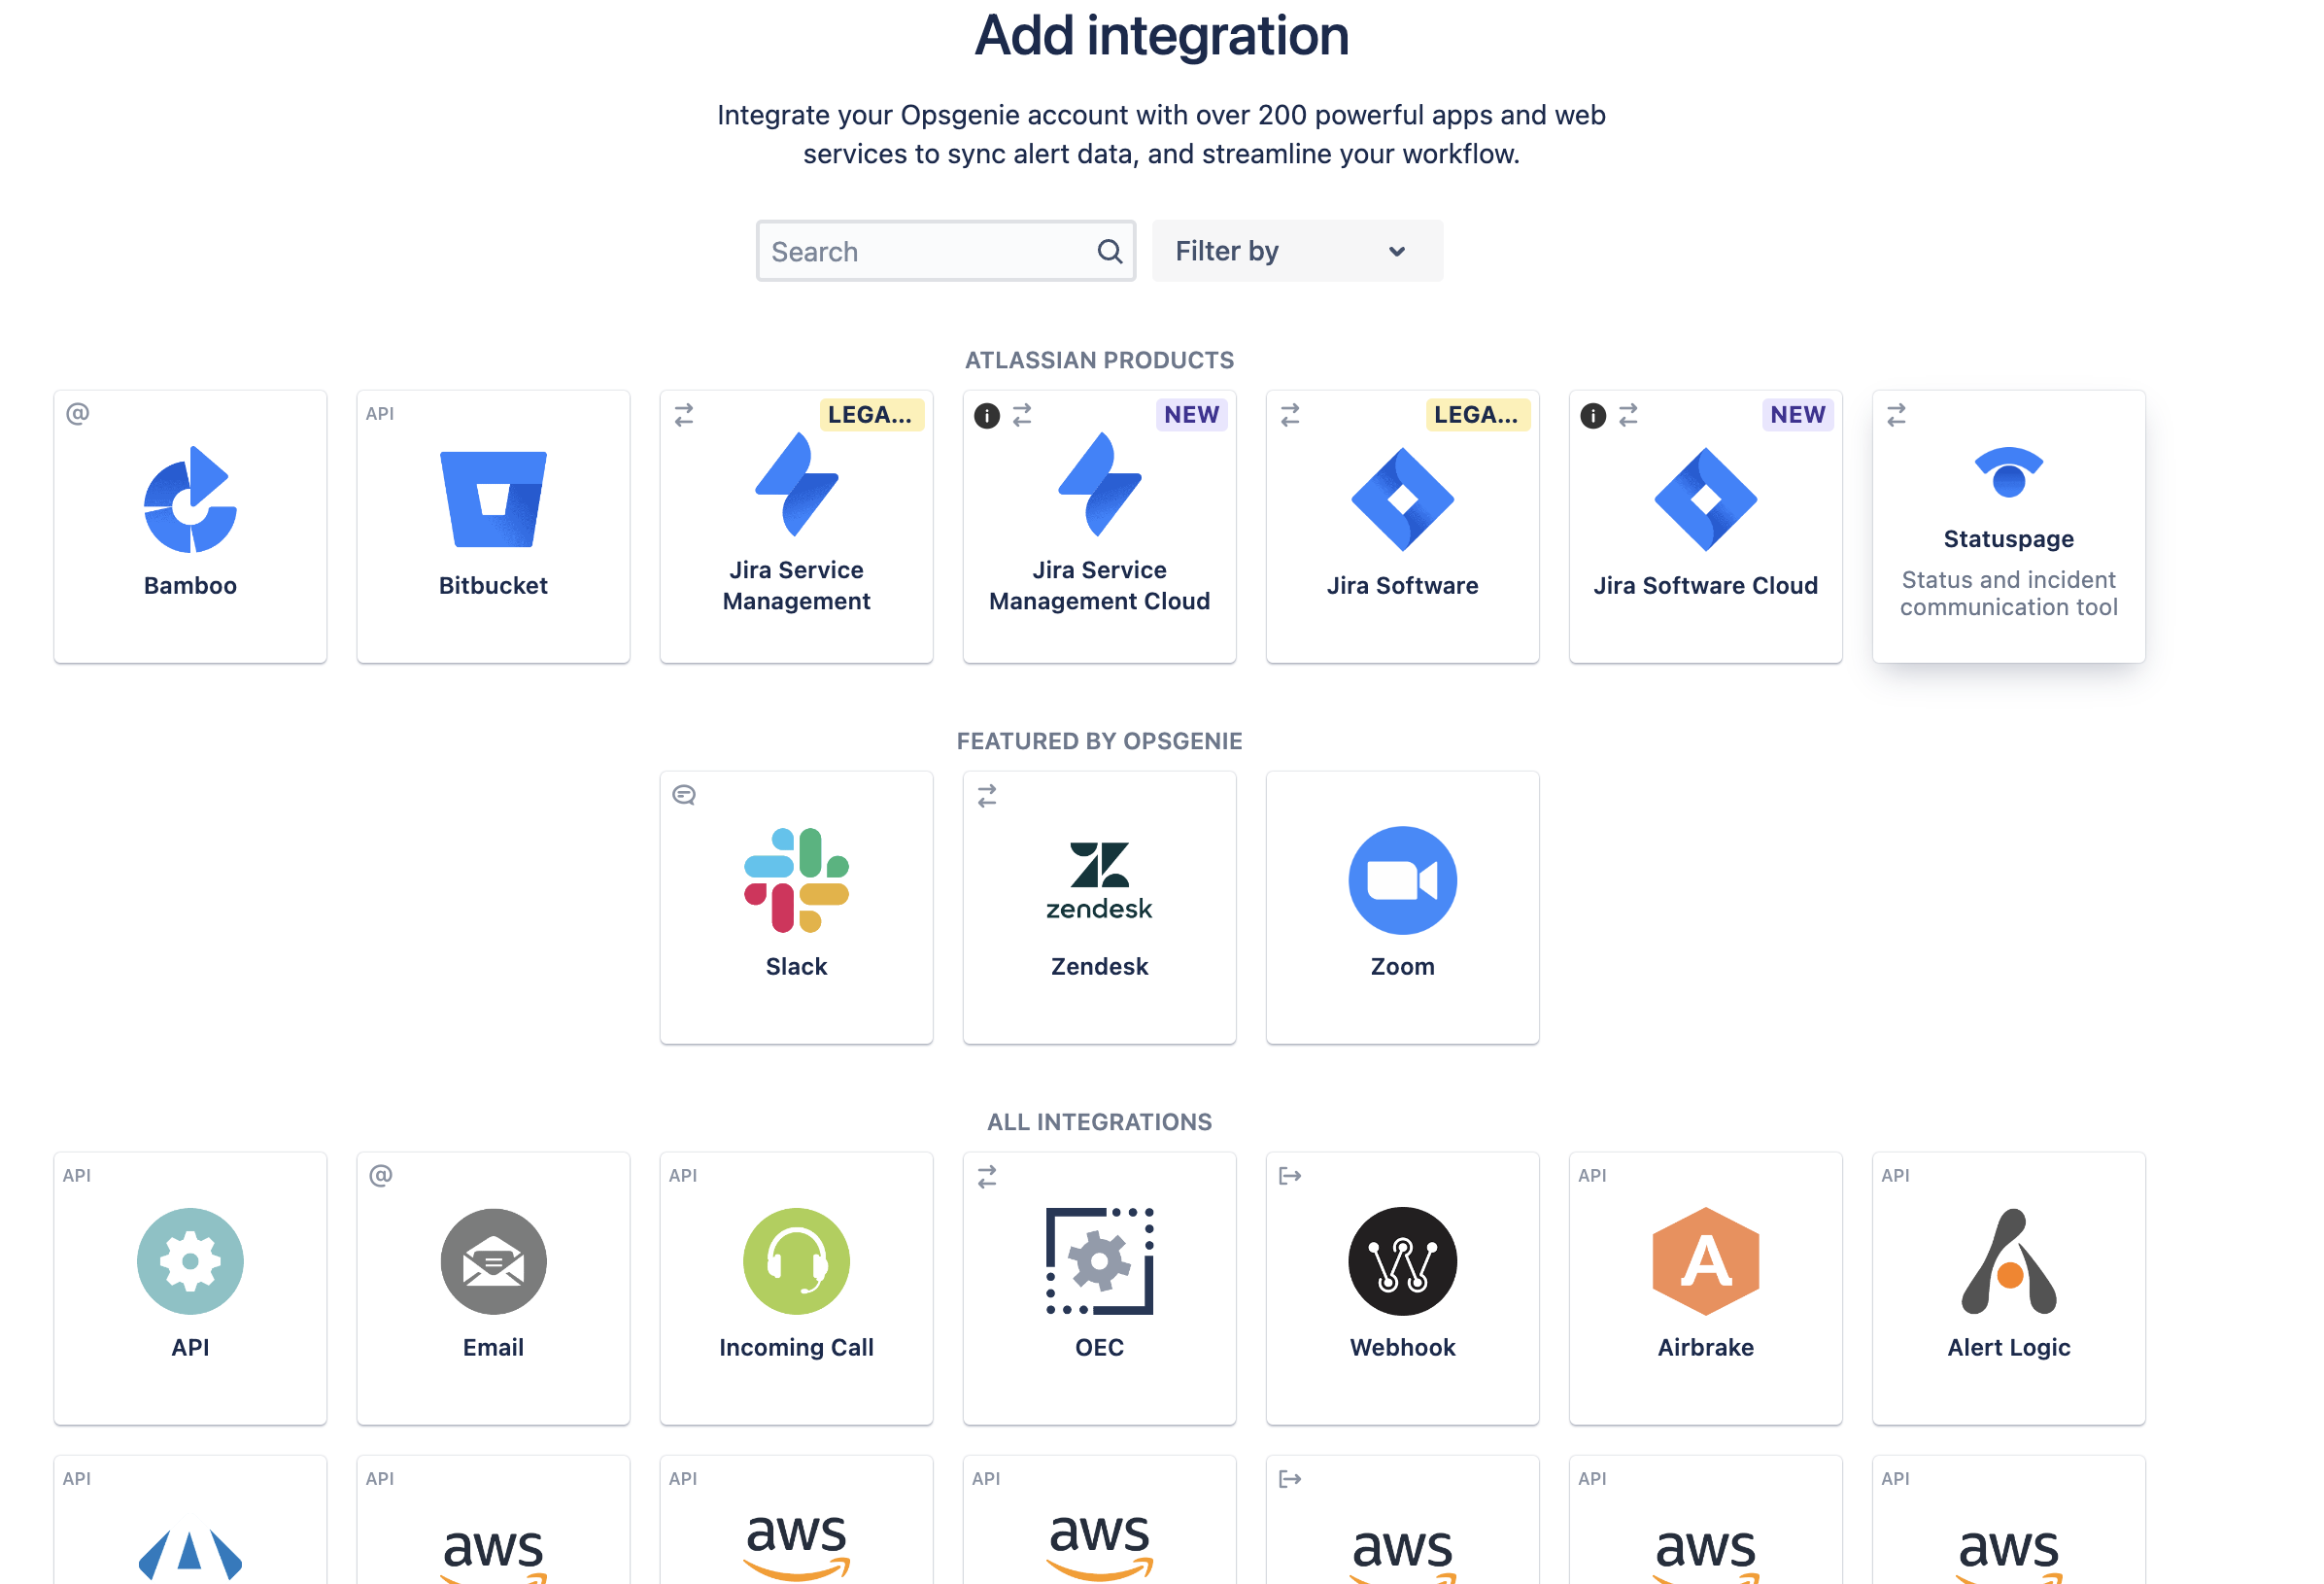 Add integration
Integrate your Opsgenie account with over 200 powerful apps and web
services to sync alert data, and streamline your workflow.
Search
Filter by
ATLASSIAN PRODUCTS
@
Bamboo
API
Bitbucket
LEGA...
Jira Service
Management
NEW
Jira Service
Management Cloud
LEGA...
Jira Software
NEW
Jira Software Cloud
Statuspage
Status and incident
communication tool
FEATURED BY OPSGENIE
Slack
zendesk
Zendesk
Zoom
ALL INTEGRATIONS
API
API
@
Email
API
Incoming Call
OEC
Webhook
API
A
Airbrake
API
Alert Logic
API
API
aws
API
aws
API
aws
aws
API
aws
API
aws